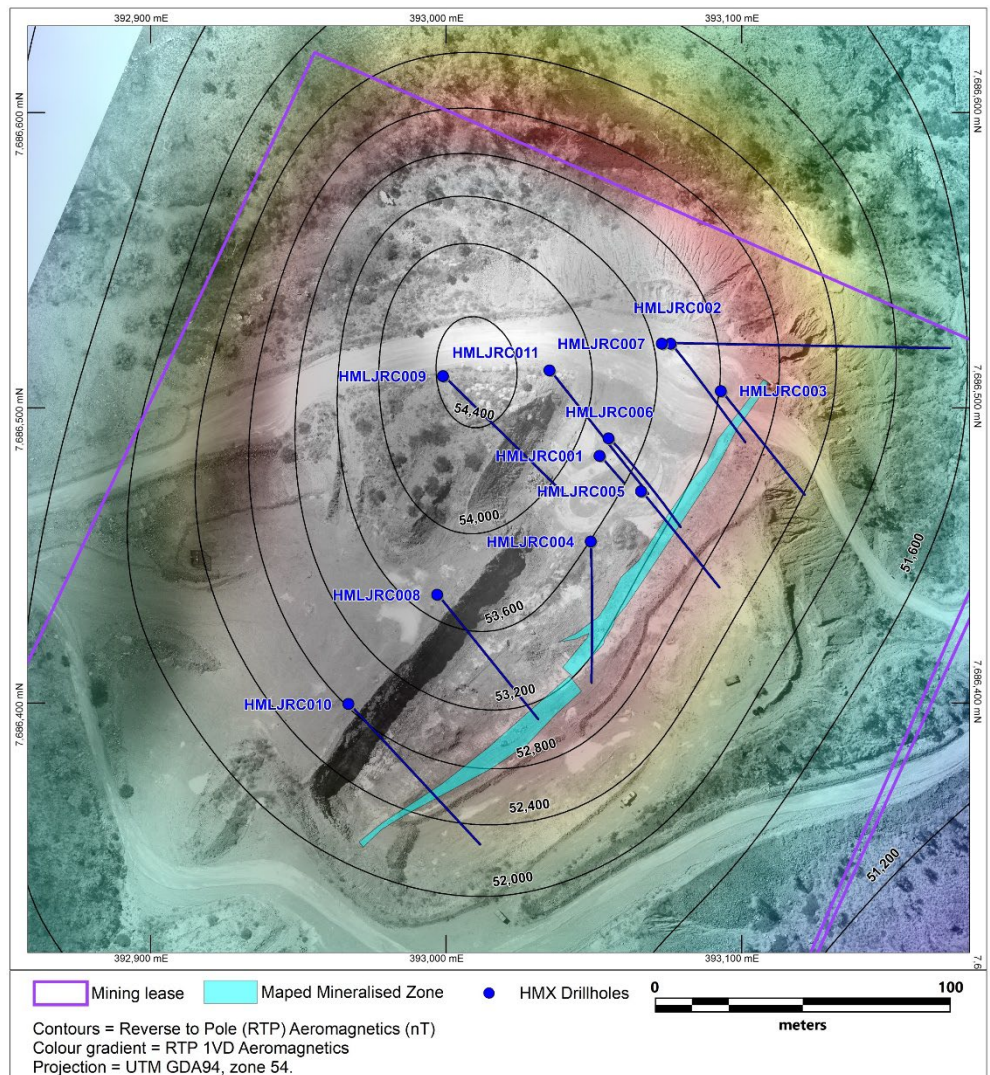 392,900 mE
393,000 mE
393,100 mE
7,686,600 mN
7,686,600 mN
HMLJRC002
HMLJRC011
HMLJRC007
HMLJRC009
HMLJRC003
54,400
HMLJRC006
7,686,500 mN
7,686,500 mN
HMLJRC001
HMLJRC005
54,000
HMLJRC004
51,600
HMLJRC008
53,600
53,200
HMLJRC010
7,686,400 mN
7,686,400 mN
52,800
52,400
51,200
52,000
7,6
392,900 mE
393,000 mE
393,100 mE
Mining lease
Maped Mineralised Zone
HMX Drillholes
0
100
meters
Contours = Reverse to Pole (RTP) Aeromagnetics (nT)
Colour gradient = RTP 1VD Aeromagnetics
Projection = UTM GDA94, zone 54.